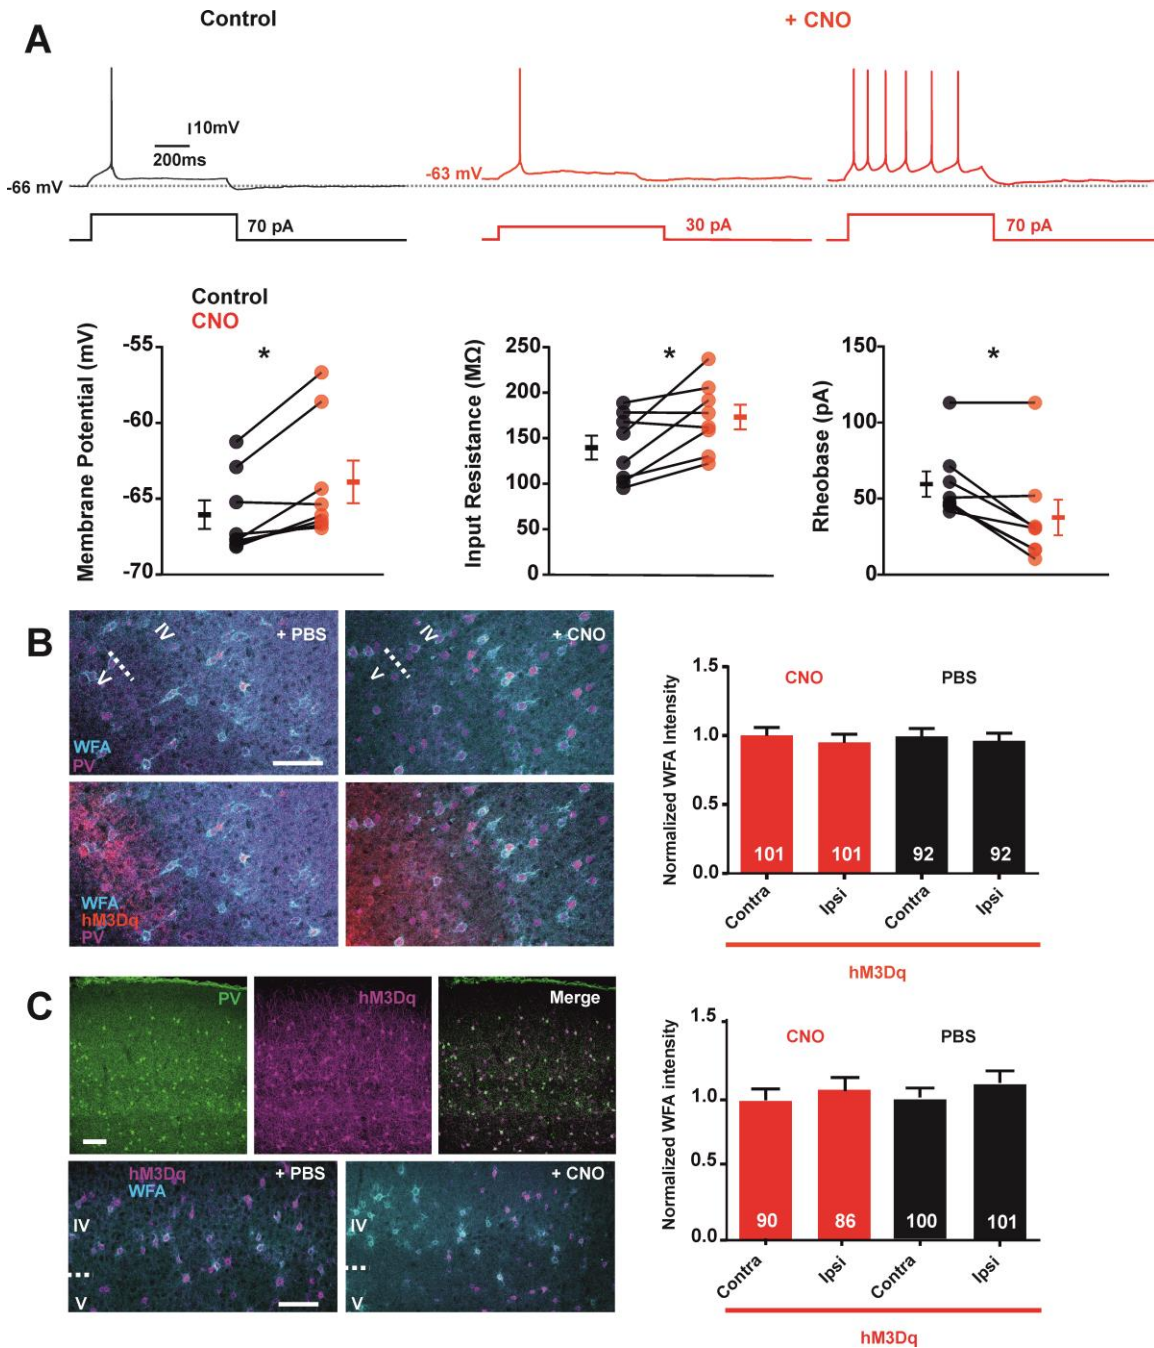 A
Control
+ CNO
10mV
200ms
-66 mV
-63 mV
70 pA
30 pA
70 pA
Control
CNO
Membrane Potential (mV)
-55
-60
-65
-70
*
Input Resistance (MΩ)
250
200
150
100
50
0
*
Rheobase (pA)
150
100
50
0
*
B
IV
V
+ PBS
WFA
PV
IV
V
+ CNO
WFA
hM3Dq
PV
Normalized WFA Intensity
1.5
1.0
0.5
0.0
CNO
PBS
101
101
92
92
Contra
Ipsi
Contra
Ipsi
hM3Dq
C
PV
hM3Dq
Merge
hM3Dq
WFA
+ PBS
IV
V
+ CNO
IV
V
Normalized WFA intensity
1.5
1.0
0.5
0.0
CNO
PBS
90
86
100
101
Contra
Ipsi
Contra
Ipsi
hM3Dq